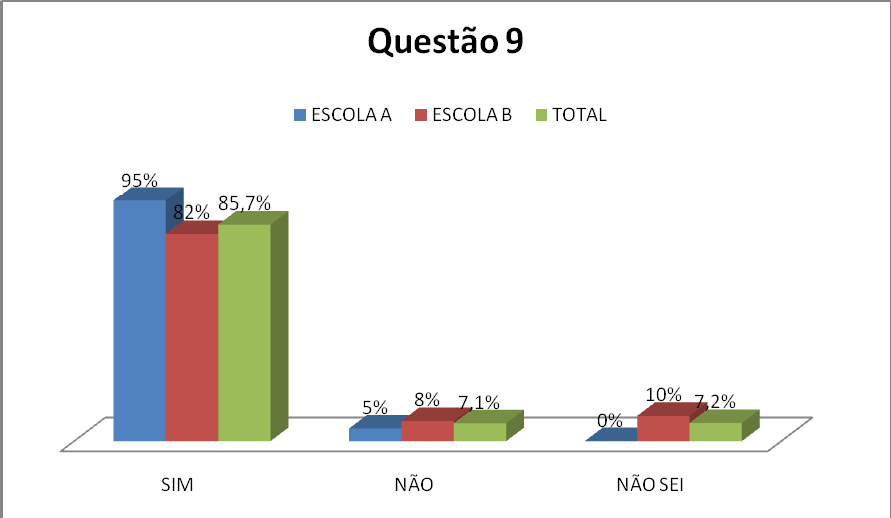 Questão 9
ESCOLA A ESCOLA B TOTAL
95% 82% 85,7%
5% 8% 7,1%
0% 10% 7,2%
SIM NÃO NÃO SEI